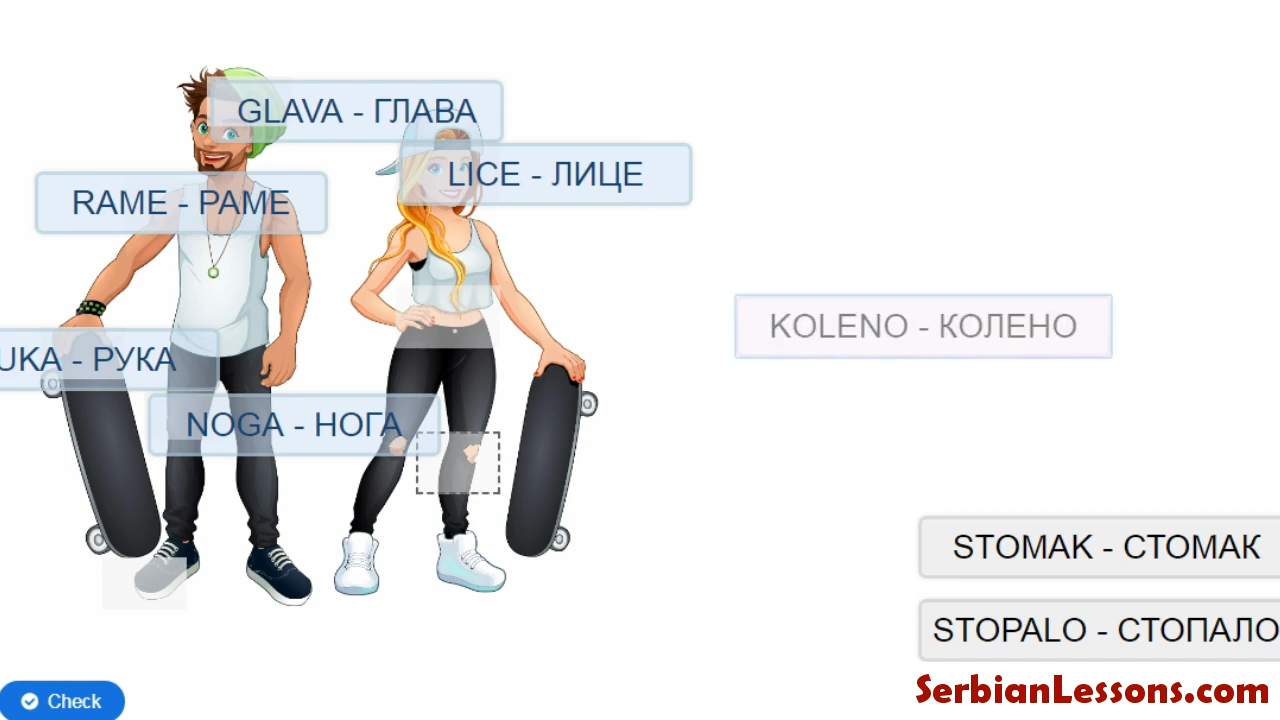 GLAVA - ГЛАВА
LICE - ЛИЦЕ
RAME - РАМЕ
KOLENO - КОЛЕНО
UKA - РУКА
NOGA - НОГА
STOMAK - СТОМАК
STOPALO - СТОПАЛО
Check
SerbianLessons.com